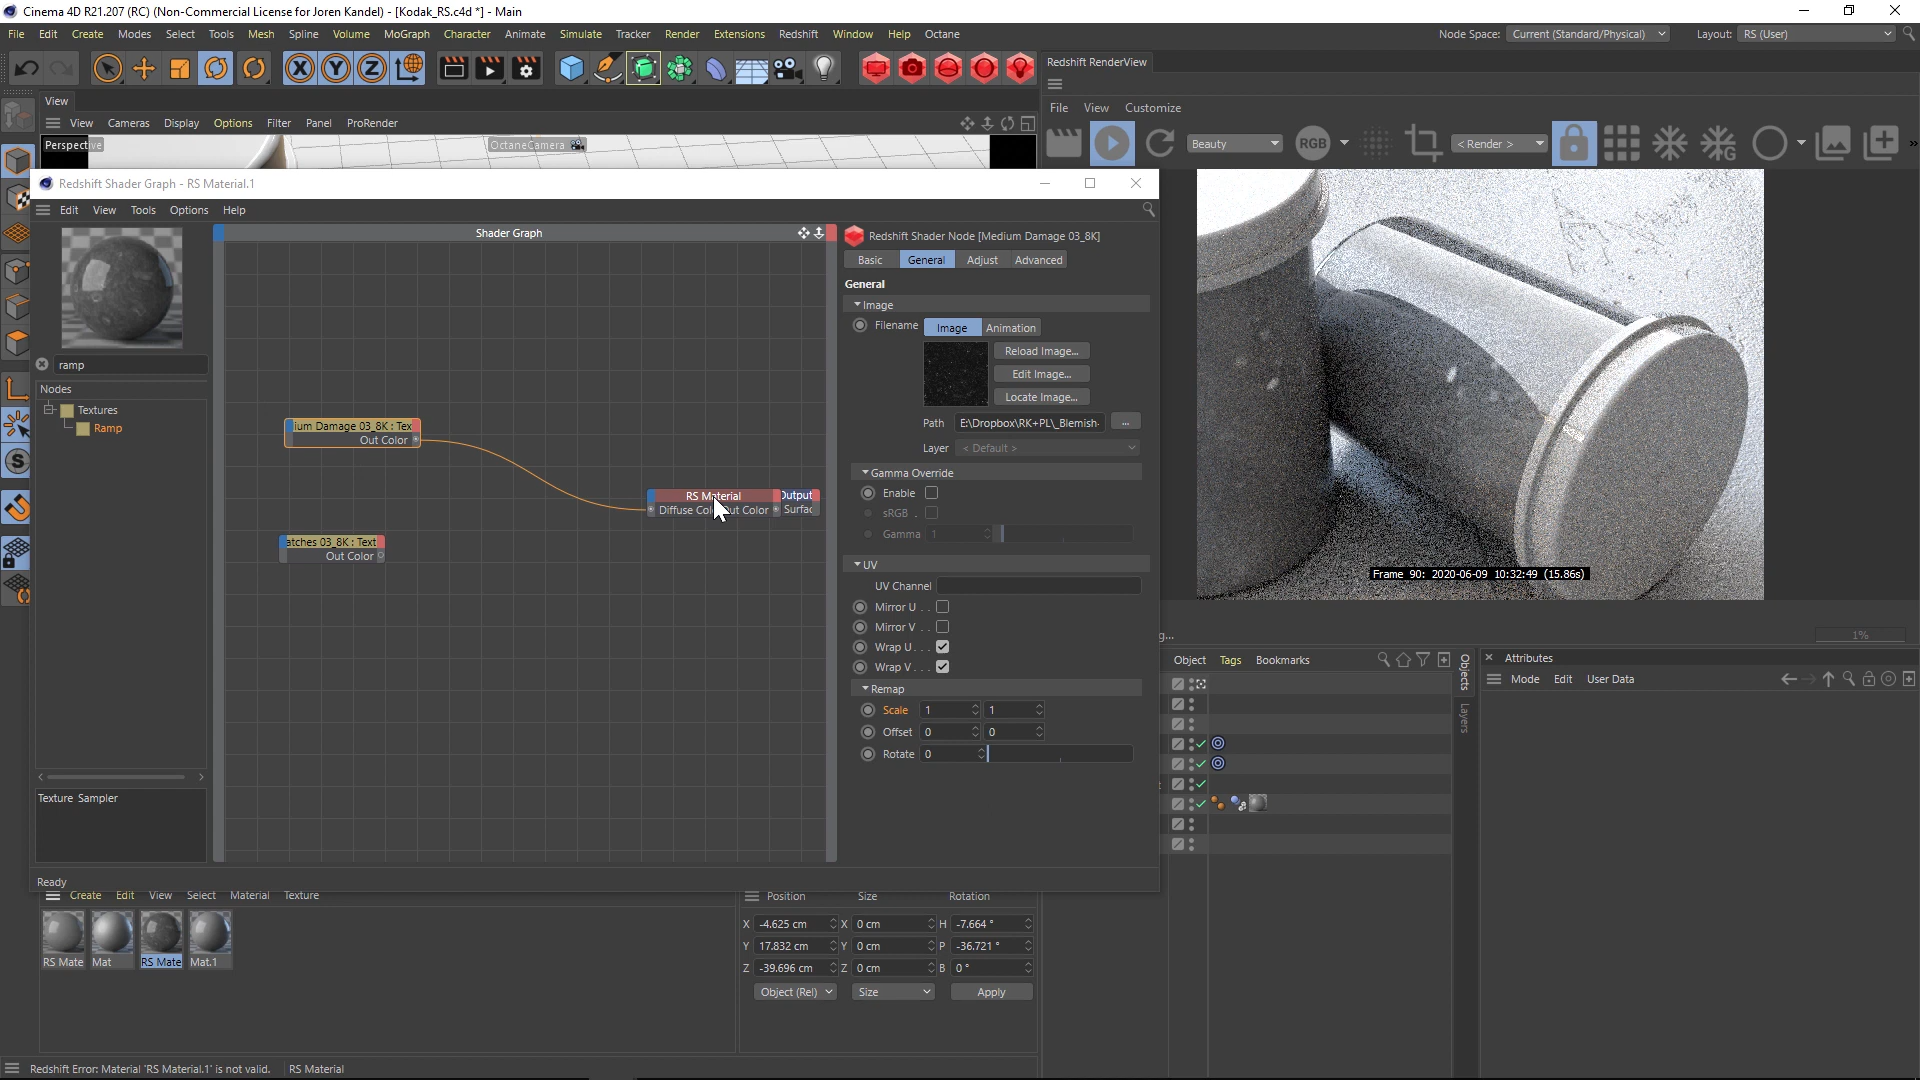 Cinema 4D R21.207 (RC) (Non-Commercial License for Joren Kandel) - [Kodak_RS.c4d *] - Main
File Edit Create Modes Select Tools Mesh Spline Volume MoGraph Character Animate Simulate Tracker Render Extensions Redshift Window Help Octane
Node Space: Current (Standard/Physical) Layout: RS (User)
X Y Z
View
View Cameras Display Options Filter Panel ProRender
Perspective
OctaneCamera
Redshift RenderView
File View Customize
Beauty RGB < Render >
Redshift Shader Graph - RS Material.1
Edit View Tools Options Help
ramp
Nodes
Textures
Ramp
Texture Sampler
Ready
Shader Graph
ium Damage 03_8K : Tex
Out Color
RS Material
Diffuse Col
ut Color
Output
Surfac
atches 03_8K : Text
Out Color
Redshift Shader Node [Medium Damage 03_8K]
Basic General Adjust Advanced
General
Image
Filename Image Animation
Reload Image...
Edit Image...
Locate Image...
Path E:\Dropbox\RK+PL\_Blemish- ...
Layer < Default >
Gamma Override
Enable
sRGB .
Gamma 1
UV
UV Channel
Mirror U . .
Mirror V . .
Wrap U . . .
Wrap V . . .
Remap
Scale 1 1
Offset 0 0
Rotate 0
Frame 90: 2020-06-09 10:32:49 (15.86s)
g...
1%
Object Tags Bookmarks
Objects
Layers
Attributes
Mode Edit User Data
Create Edit View Select Material Texture
RS Mate Mat RS Mate Mat.1
Position Size Rotation
X -4.625 cm X 0 cm H -7.664 °
Y 17.832 cm Y 0 cm P -36.721 °
Z -39.696 cm Z 0 cm B 0 °
Object (Rel) Size Apply
Redshift Error: Material 'RS Material.1' is not valid. RS Material